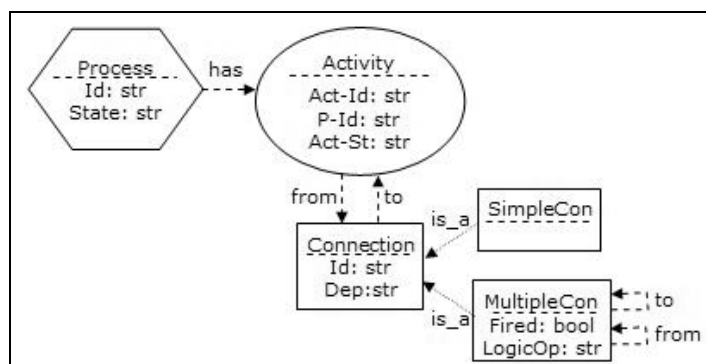 Process
Id: str
State: str
has
Activity
Act-Id: str
P-Id: str
Act-St: str
from
to
Connection
Id: str
Dep:str
is_a
SimpleCon
is_a
MultipleCon
Fired: bool
LogicOp: str
to
from